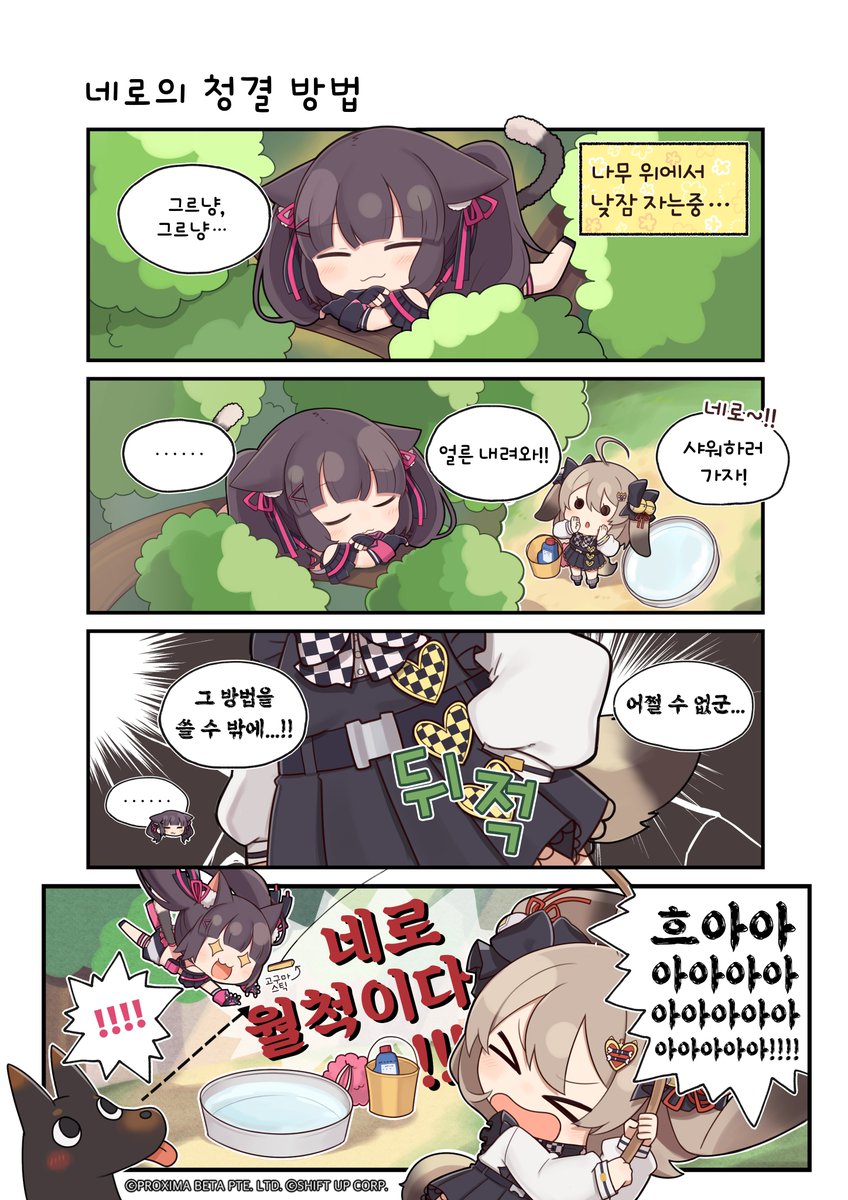 네로의 청결 방법
그르냥,
그르냥…
나무 위에서
낮잠 자는중…
......
얼른 내려와!!
네로~!!
샤워하러
가자!
그 방법을
쓸 수 밖에...!!
어쩔 수 없군...
......
뒤적
네로
월척이다
!!!
고구마
스틱
!!!!
흐아아
아아아아
아아아아아아
아아아아아!!!!
©PROXIMA BETA PTE. LTD. ©SHIFT UP CORP.